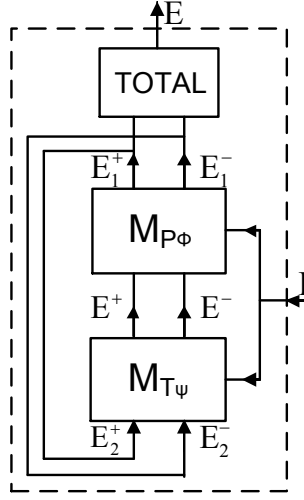 E
TOTAL
E₁⁺ E₁⁻
M_PΦ
E⁺ E⁻
M_Tψ
E₂⁺ E₂⁻